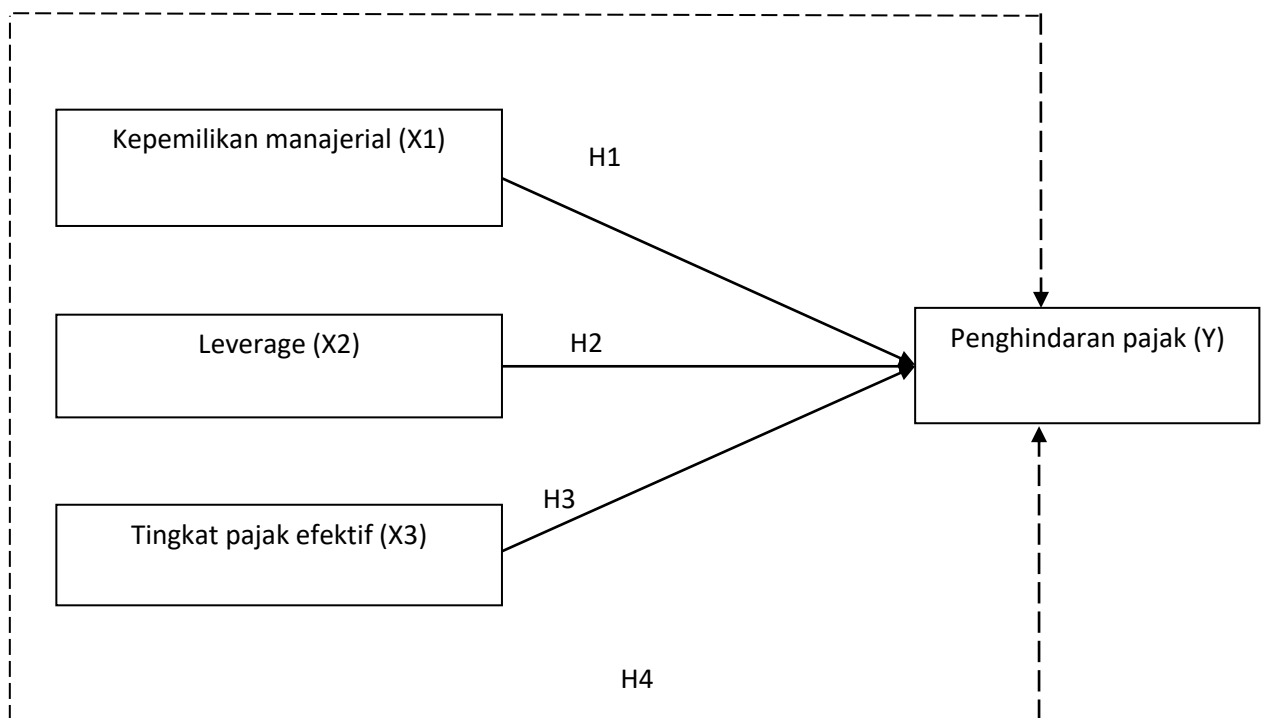 Kepemilikan manajerial (X1)
H1
Leverage (X2)
H2
Penghindaran pajak (Y)
H3
Tingkat pajak efektif (X3)
H4